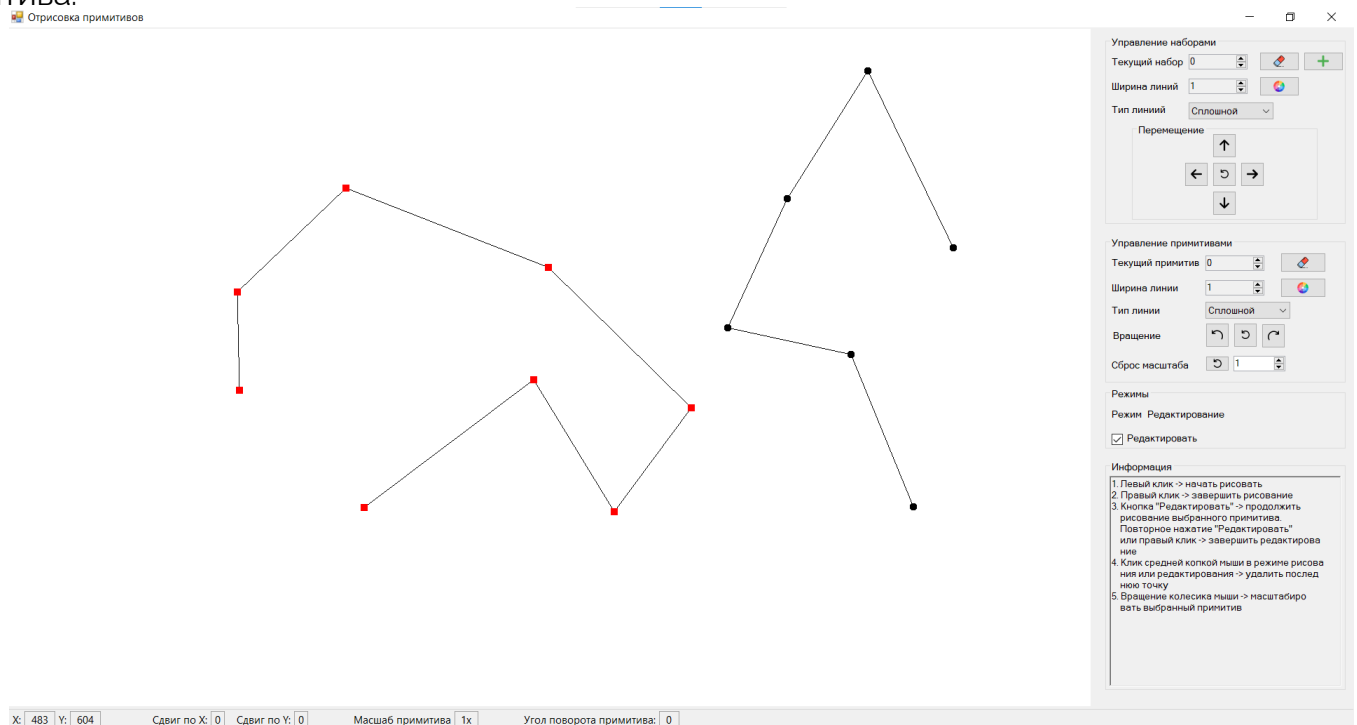 тива.
Отрисовка примитивов
Управление наборами
Текущий набор 0
Ширина линий 1
Тип линиий Сплошной
Перемещение
Управление примитивами
Текущий примитив 0
Ширина линии 1
Тип линии Сплошной
Вращение
Сброс масштаба 1
Режимы
Режим Редактирование
Редактировать
Информация
1. Левый клик -> начать рисовать
2. Правый клик -> завершить рисование
3. Кнопка "Редактировать" -> продолжить
рисование выбранного примитива.
Повторное нажатие "Редактировать"
или правый клик -> завершить редактирова
ние
4. Клик средней копкой мыши в режиме рисова
ния или редактирования -> удалить послед
нюю точку
5. Вращение колесика мыши -> масштабиро
вать выбранный примитив
X: 483 Y: 604 Сдвиг по X: 0 Сдвиг по Y: 0 Масшаб примитива 1x Угол поворота примитива: 0